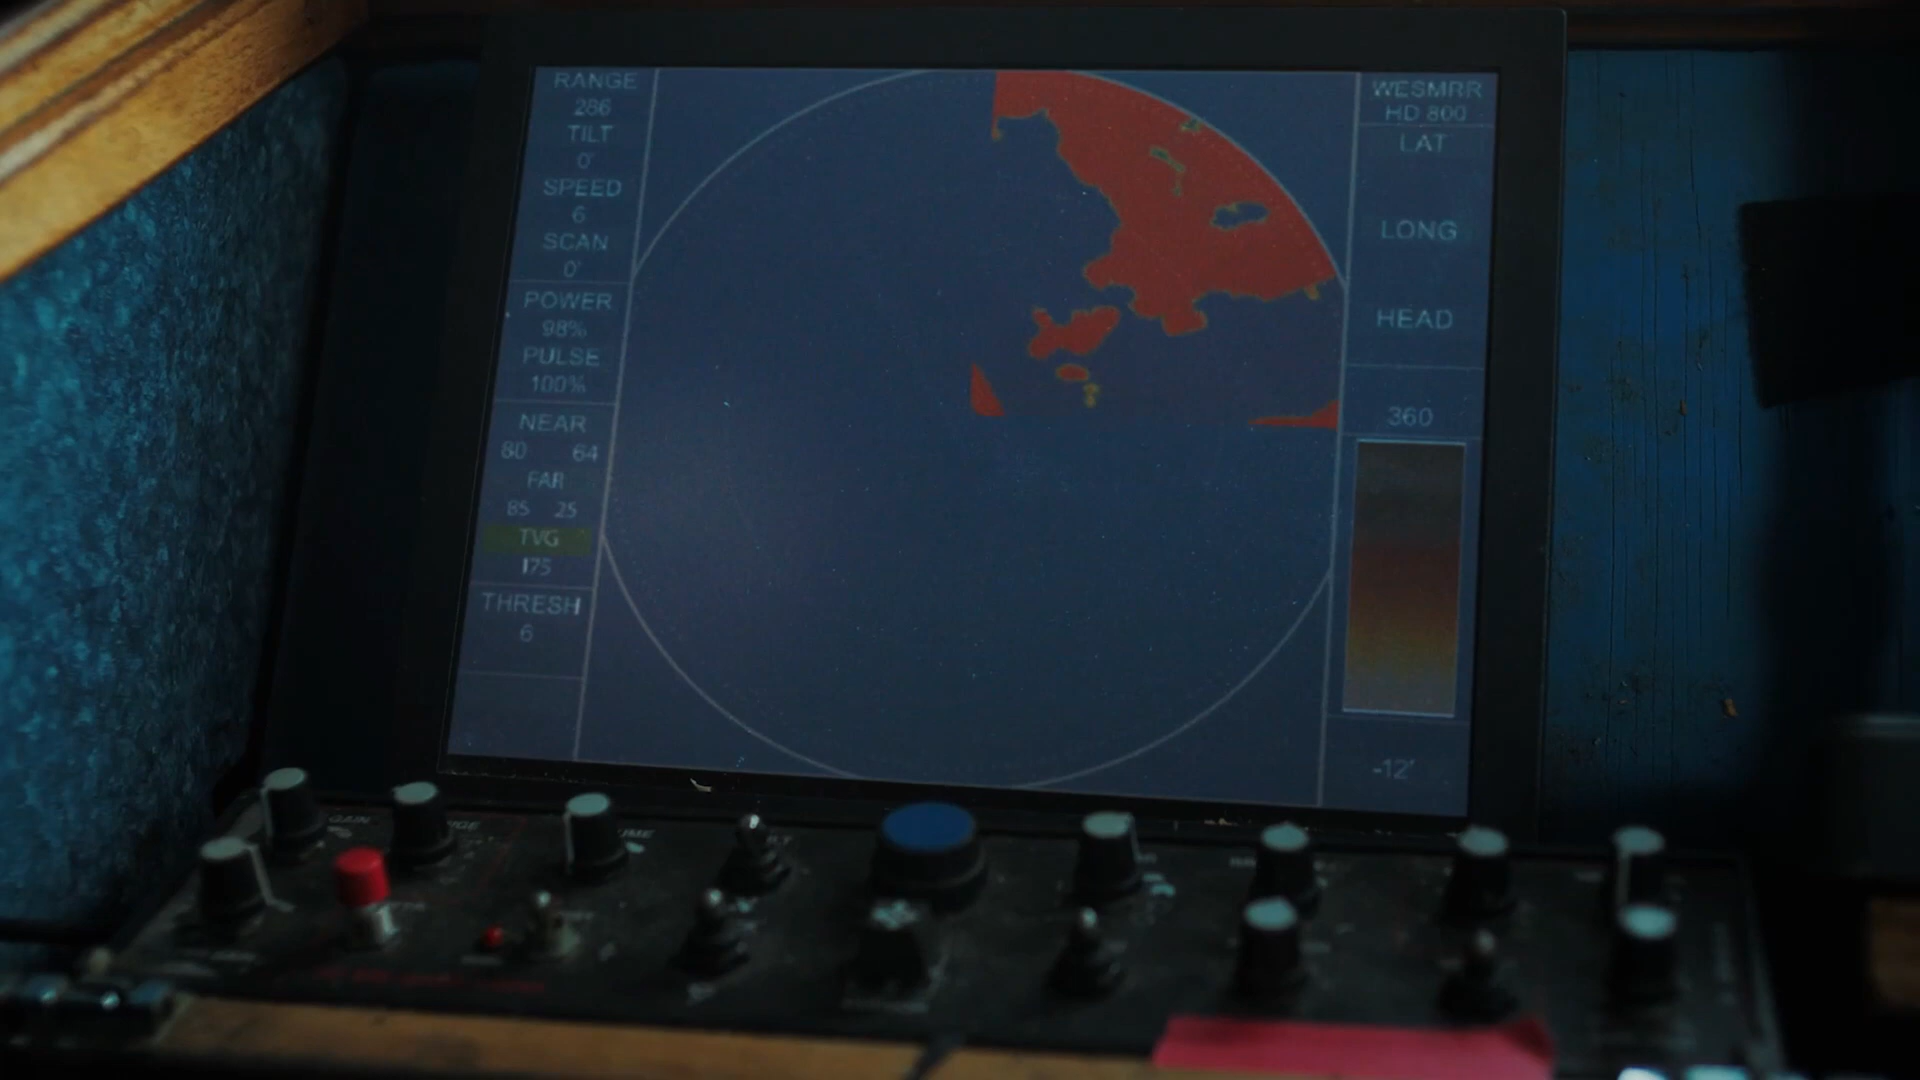 RANGE
286
TILT
0°
SPEED
6
SCAN
0°
POWER
98%
PULSE
100%
NEAR
80 64
FAR
85 25
TVG
175
THRESH
6
WESMRR
HD 800
LAT
LONG
HEAD
360
-12°
GAIN